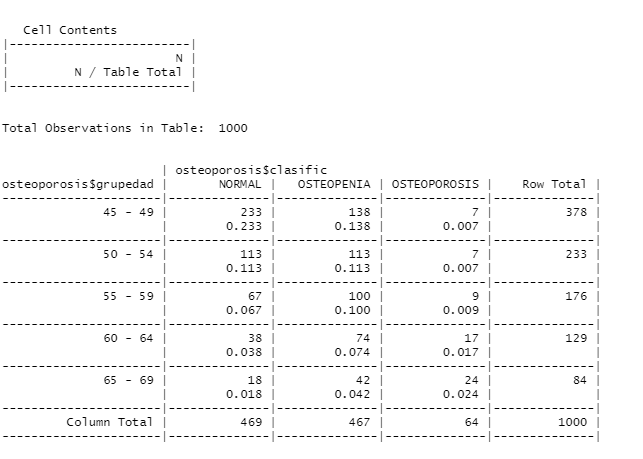 Cell Contents
|-------------------------|
|                       N |
|         N / Table Total |
|-------------------------|
Total Observations in Table:  1000
                     | osteoporosis$clasific
osteoporosis$grupedad |       NORMAL |   OSTEOPENIA | OSTEOPOROSIS |    Row Total |
---------------------|--------------|--------------|--------------|--------------|
             45 - 49 |          233 |          138 |            7 |          378 |
                     |        0.233 |        0.138 |        0.007 |              |
---------------------|--------------|--------------|--------------|--------------|
             50 - 54 |          113 |          113 |            7 |          233 |
                     |        0.113 |        0.113 |        0.007 |              |
---------------------|--------------|--------------|--------------|--------------|
             55 - 59 |           67 |          100 |            9 |          176 |
                     |        0.067 |        0.100 |        0.009 |              |
---------------------|--------------|--------------|--------------|--------------|
             60 - 64 |           38 |           74 |           17 |          129 |
                     |        0.038 |        0.074 |        0.017 |              |
---------------------|--------------|--------------|--------------|--------------|
             65 - 69 |           18 |           42 |           24 |           84 |
                     |        0.018 |        0.042 |        0.024 |              |
---------------------|--------------|--------------|--------------|--------------|
        Column Total |          469 |          467 |           64 |         1000 |
---------------------|--------------|--------------|--------------|--------------|